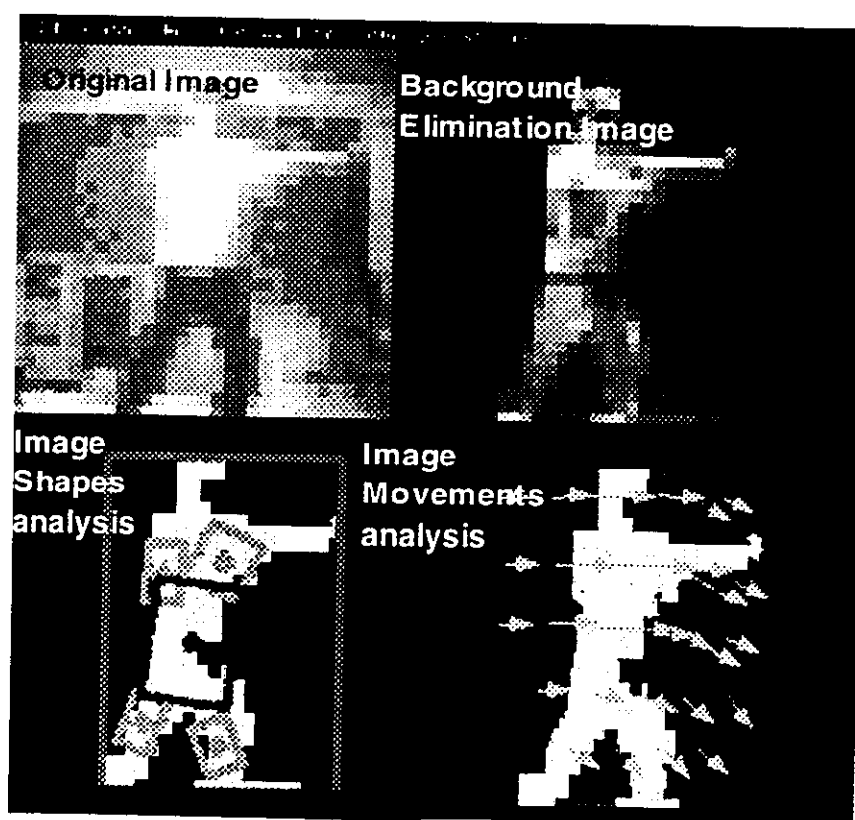 Original Image
Background
Elimination Image
Image
Shapes
analysis
Image
Movements
analysis